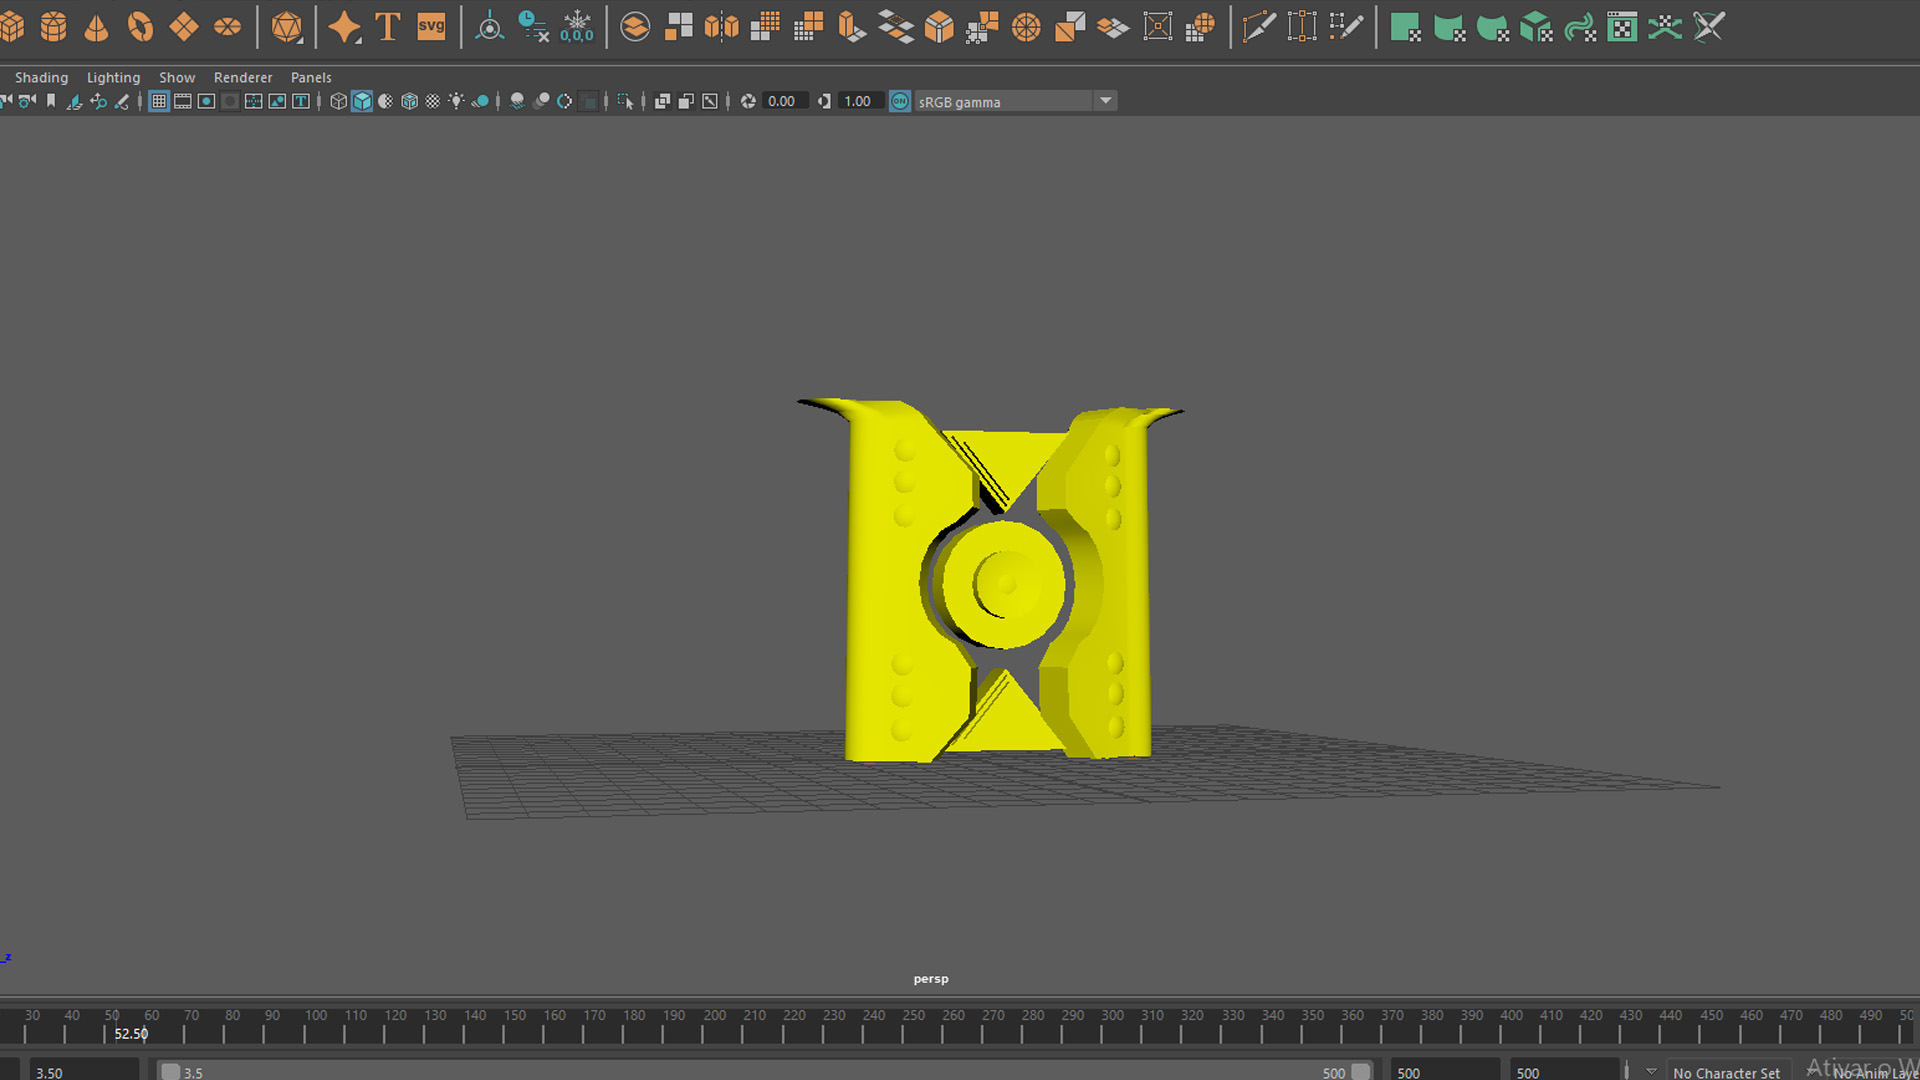 T SVG
0,0,0
Shading Lighting Show Renderer Panels
T 0.00 1.00 ON sRGB gamma
z
persp
30 40 50 60 70 80 90 100 110 120 130 140 150 160 170 180 190 200 210 220 230 240 250 260 270 280 290 300 310 320 330 340 350 360 370 380 390 400 410 420 430 440 450 460 470 480 490 50
52.50
3.50 3.5 500 500 500 No Character Set No Anim Laye
Ativar o W